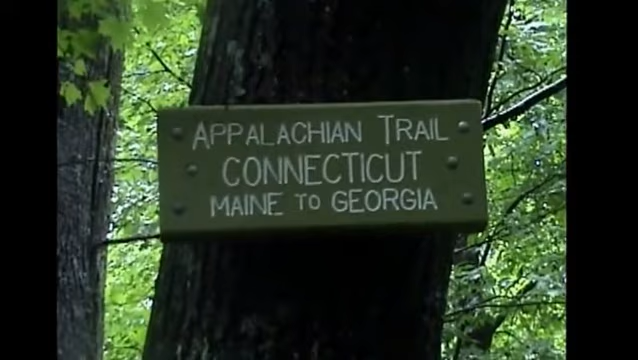 APPALACHIAN TRAIL
CONNECTICUT
MAINE TO GEORGIA